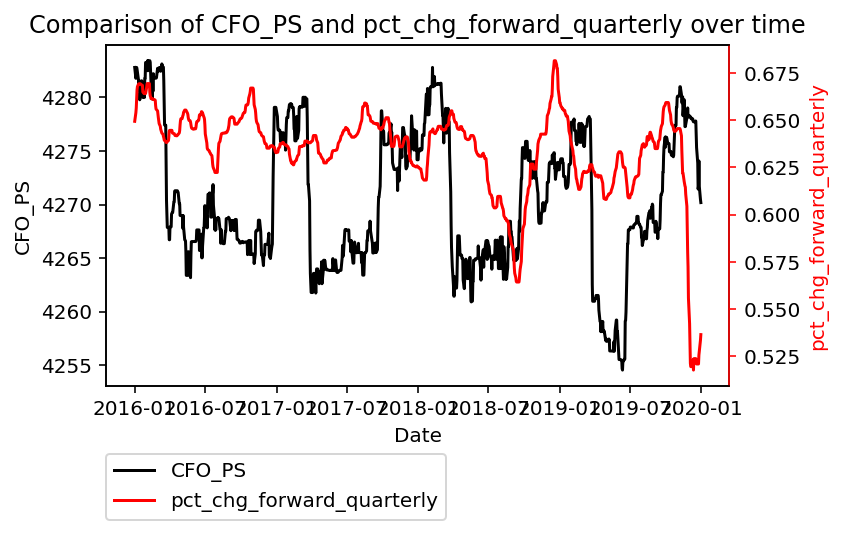 Comparison of CFO_PS and pct_chg_forward_quarterly over time
CFO_PS
4280
4275
4270
4265
4260
4255
0.675
0.650
0.625
0.600
0.575
0.550
0.525
pct_chg_forward_quarterly
2016-01 2016-07 2017-01 2017-07 2018-01 2018-07 2019-01 2019-07 2020-01
Date
CFO_PS
pct_chg_forward_quarterly